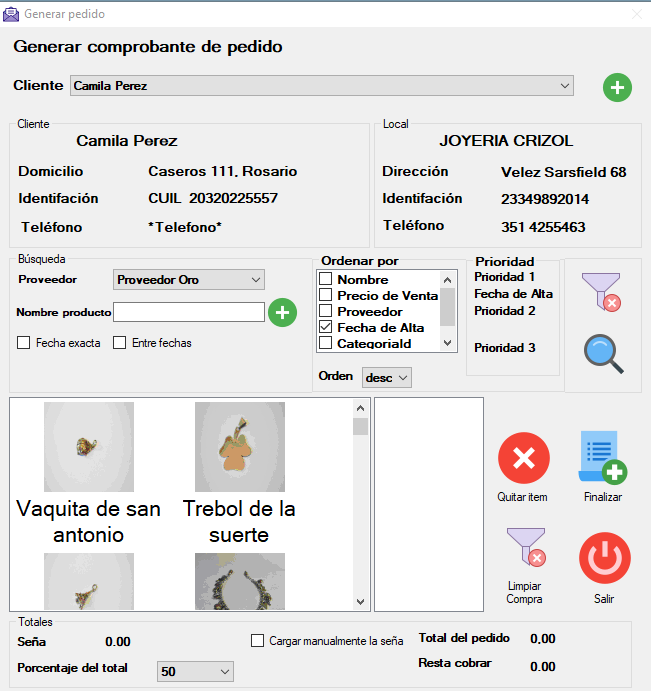 Generar pedido
Generar comprobante de pedido
Cliente Camila Perez
Cliente
Camila Perez
Domicilio Caseros 111, Rosario
Identifación CUIL 20320225557
Teléfono *Telefono*
Local
JOYERIA CRIZOL
Dirección Velez Sarsfield 68
Identifación 23349892014
Teléfono 351 4255463
Búsqueda
Proveedor Proveedor Oro
Nombre producto
Fecha exacta Entre fechas
Ordenar por
Nombre
Precio de Venta
Proveedor
Fecha de Alta
CategoriaId
Orden desc
Prioridad
Prioridad 1
Fecha de Alta
Prioridad 2
Prioridad 3
Vaquita de san
antonio
Trebol de la
suerte
Quitar item
Finalizar
Limpiar
Compra
Salir
Totales
Seña 0.00
Porcentaje del total 50
Cargar manualmente la seña
Total del pedido 0,00
Resta cobrar 0.00